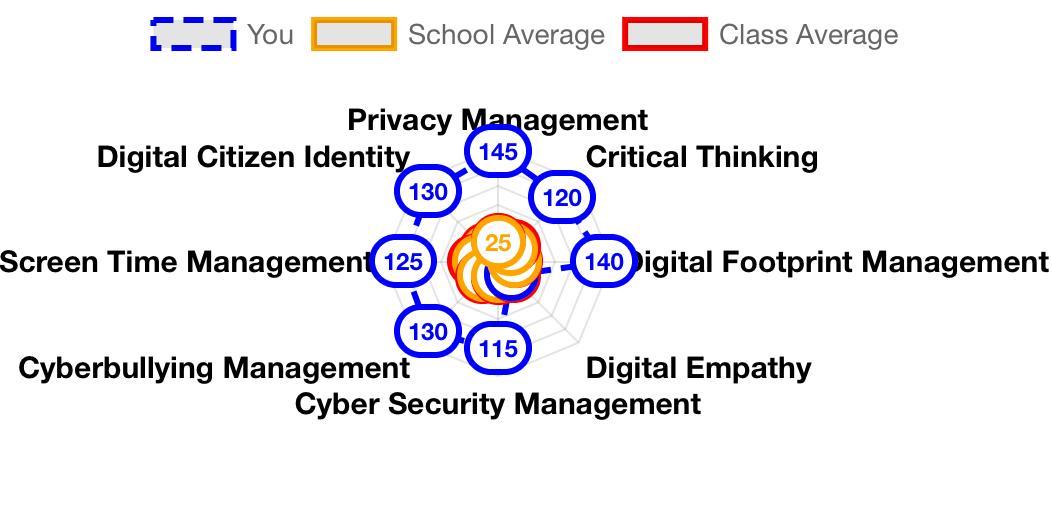 You School Average Class Average
Privacy Management
Digital Citizen Identity 145 Critical Thinking
130 120
25
Screen Time Management 125 140 Digital Footprint Management
130 115
Cyberbullying Management Digital Empathy
Cyber Security Management